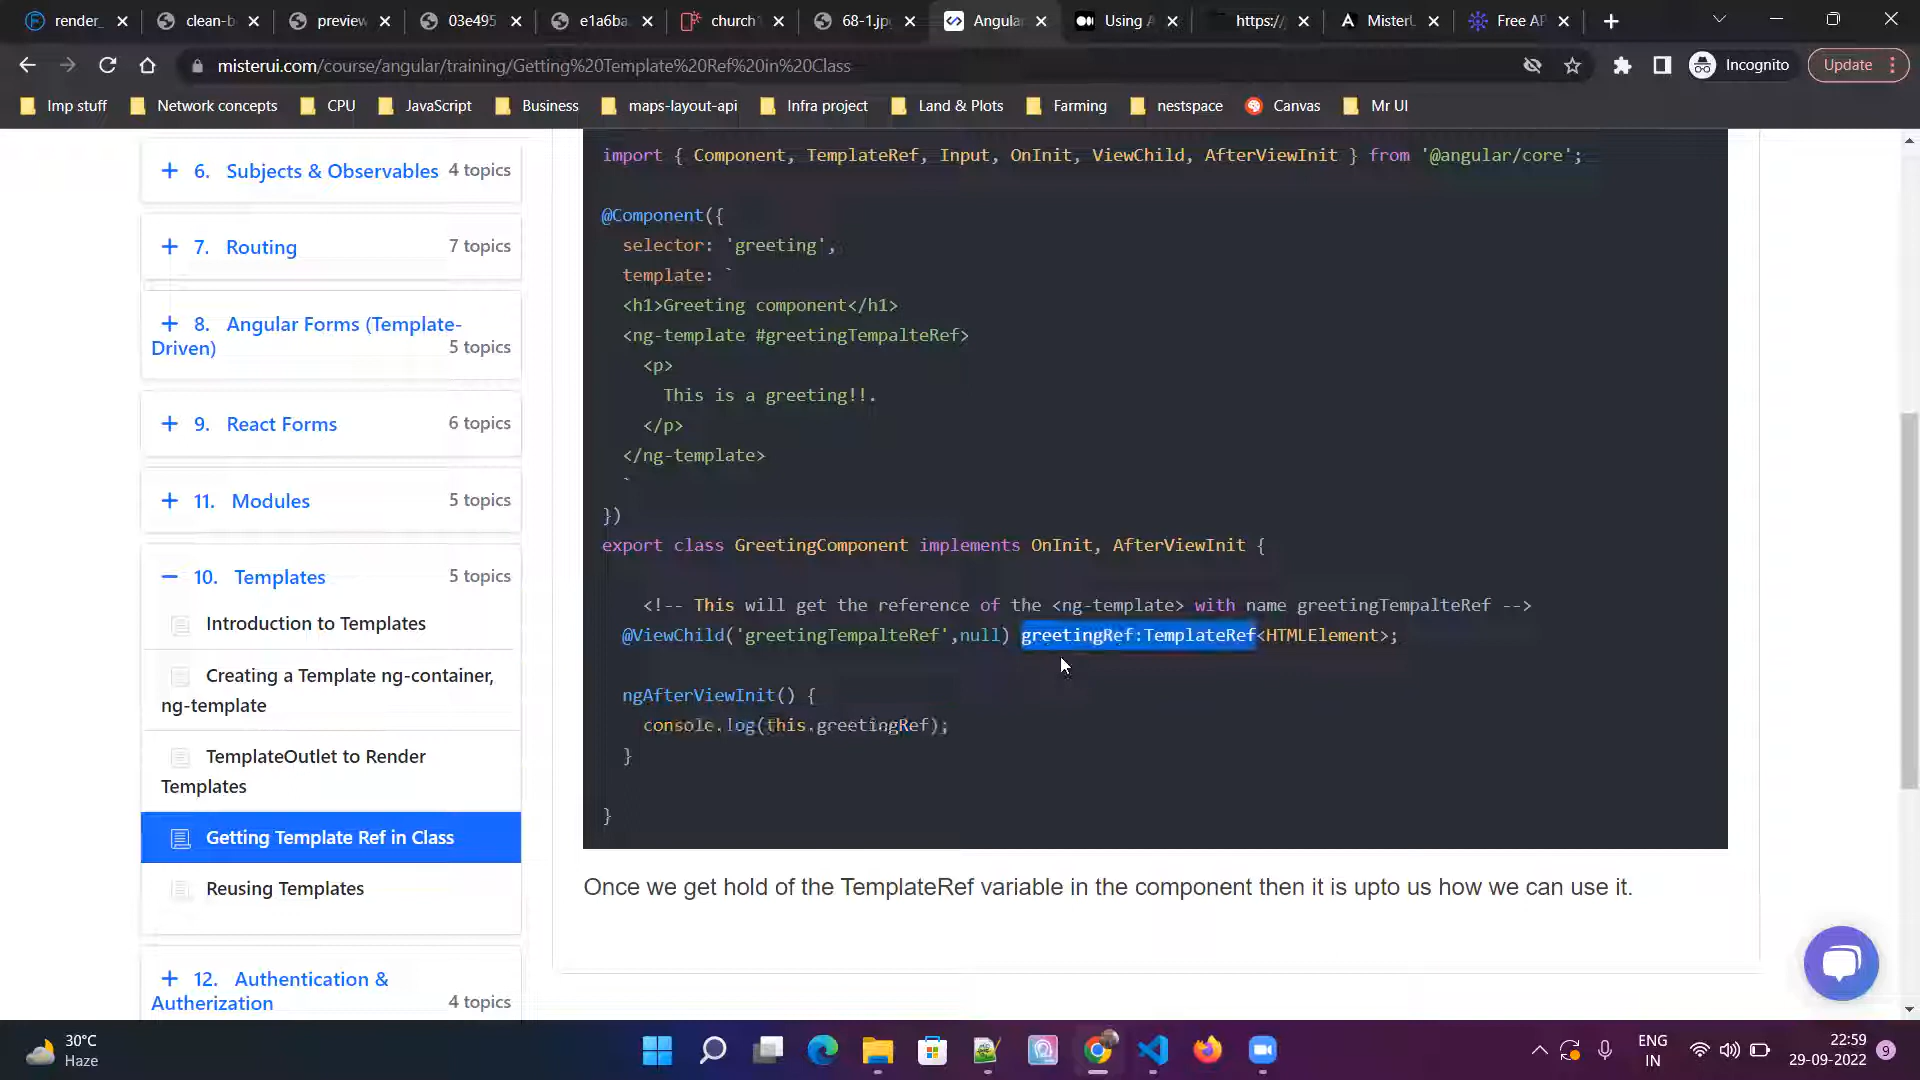 render_
clean-b
preview
03e495
e1a6ba
church
68-1.jp
Angular
Using A
https://
MisterU
Free AP
misterui.com/course/angular/training/Getting%20Template%20Ref%20in%20Class
Incognito
Update
Imp stuff
Network concepts
CPU
JavaScript
Business
maps-layout-api
Infra project
Land & Plots
Farming
nestspace
Canvas
Mr UI
+ 6. Subjects & Observables 4 topics
+ 7. Routing 7 topics
+ 8. Angular Forms (Template-
Driven) 5 topics
+ 9. React Forms 6 topics
+ 11. Modules 5 topics
− 10. Templates 5 topics
Introduction to Templates
Creating a Template ng-container,
ng-template
TemplateOutlet to Render
Templates
Getting Template Ref in Class
Reusing Templates
+ 12. Authentication &
Autherization 4 topics
import { Component, TemplateRef, Input, OnInit, ViewChild, AfterViewInit } from '@angular/core';
@Component({
selector: 'greeting',
template: `
<h1>Greeting component</h1>
<ng-template #greetingTempalteRef>
<p>
This is a greeting!!.
</p>
</ng-template>
`
})
export class GreetingComponent implements OnInit, AfterViewInit {
<!-- This will get the reference of the <ng-template> with name greetingTempalteRef -->
@ViewChild('greetingTempalteRef',null) greetingRef:TemplateRef<HTMLElement>;
ngAfterViewInit() {
console.log(this.greetingRef);
}
}
Once we get hold of the TemplateRef variable in the component then it is upto us how we can use it.
30°C
Haze
ENG
IN
22:59
29-09-2022
9